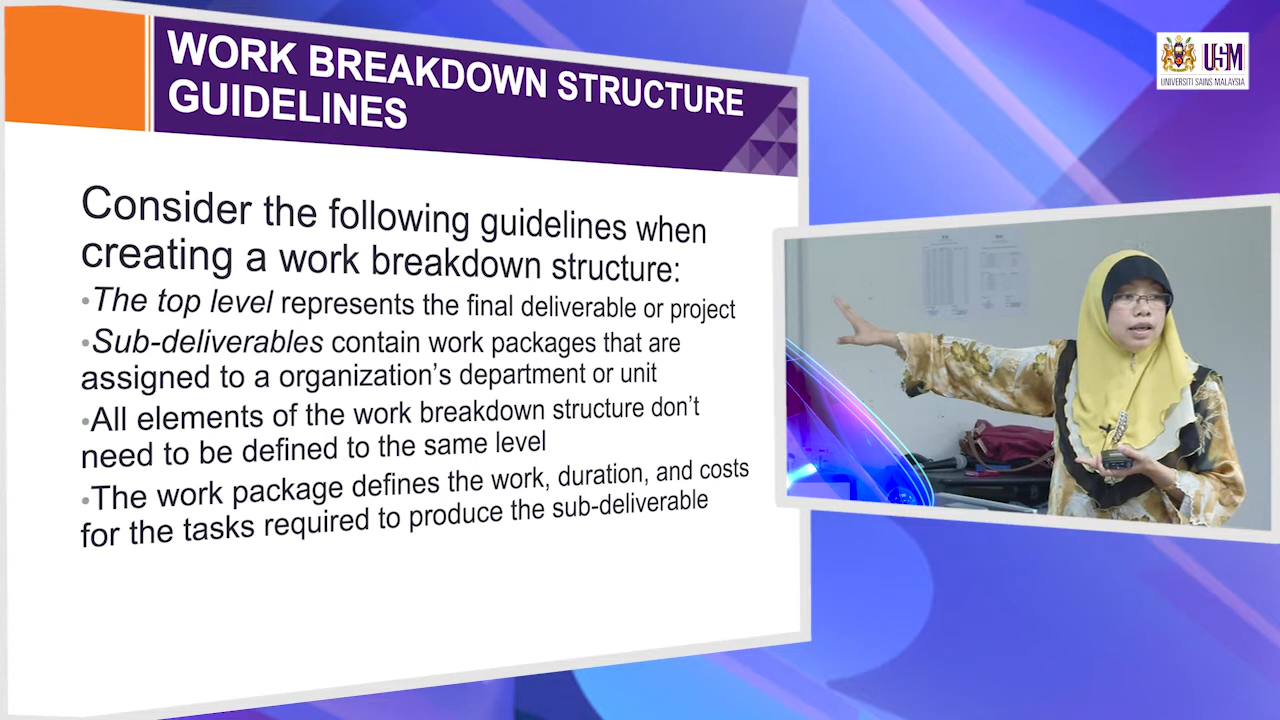 WORK BREAKDOWN STRUCTURE
GUIDELINES
USM
UNIVERSITI SAINS MALAYSIA
Consider the following guidelines when
creating a work breakdown structure:
•The top level represents the final deliverable or project
•Sub-deliverables contain work packages that are
assigned to a organization’s department or unit
•All elements of the work breakdown structure don’t
need to be defined to the same level
•The work package defines the work, duration, and costs
for the tasks required to produce the sub-deliverable